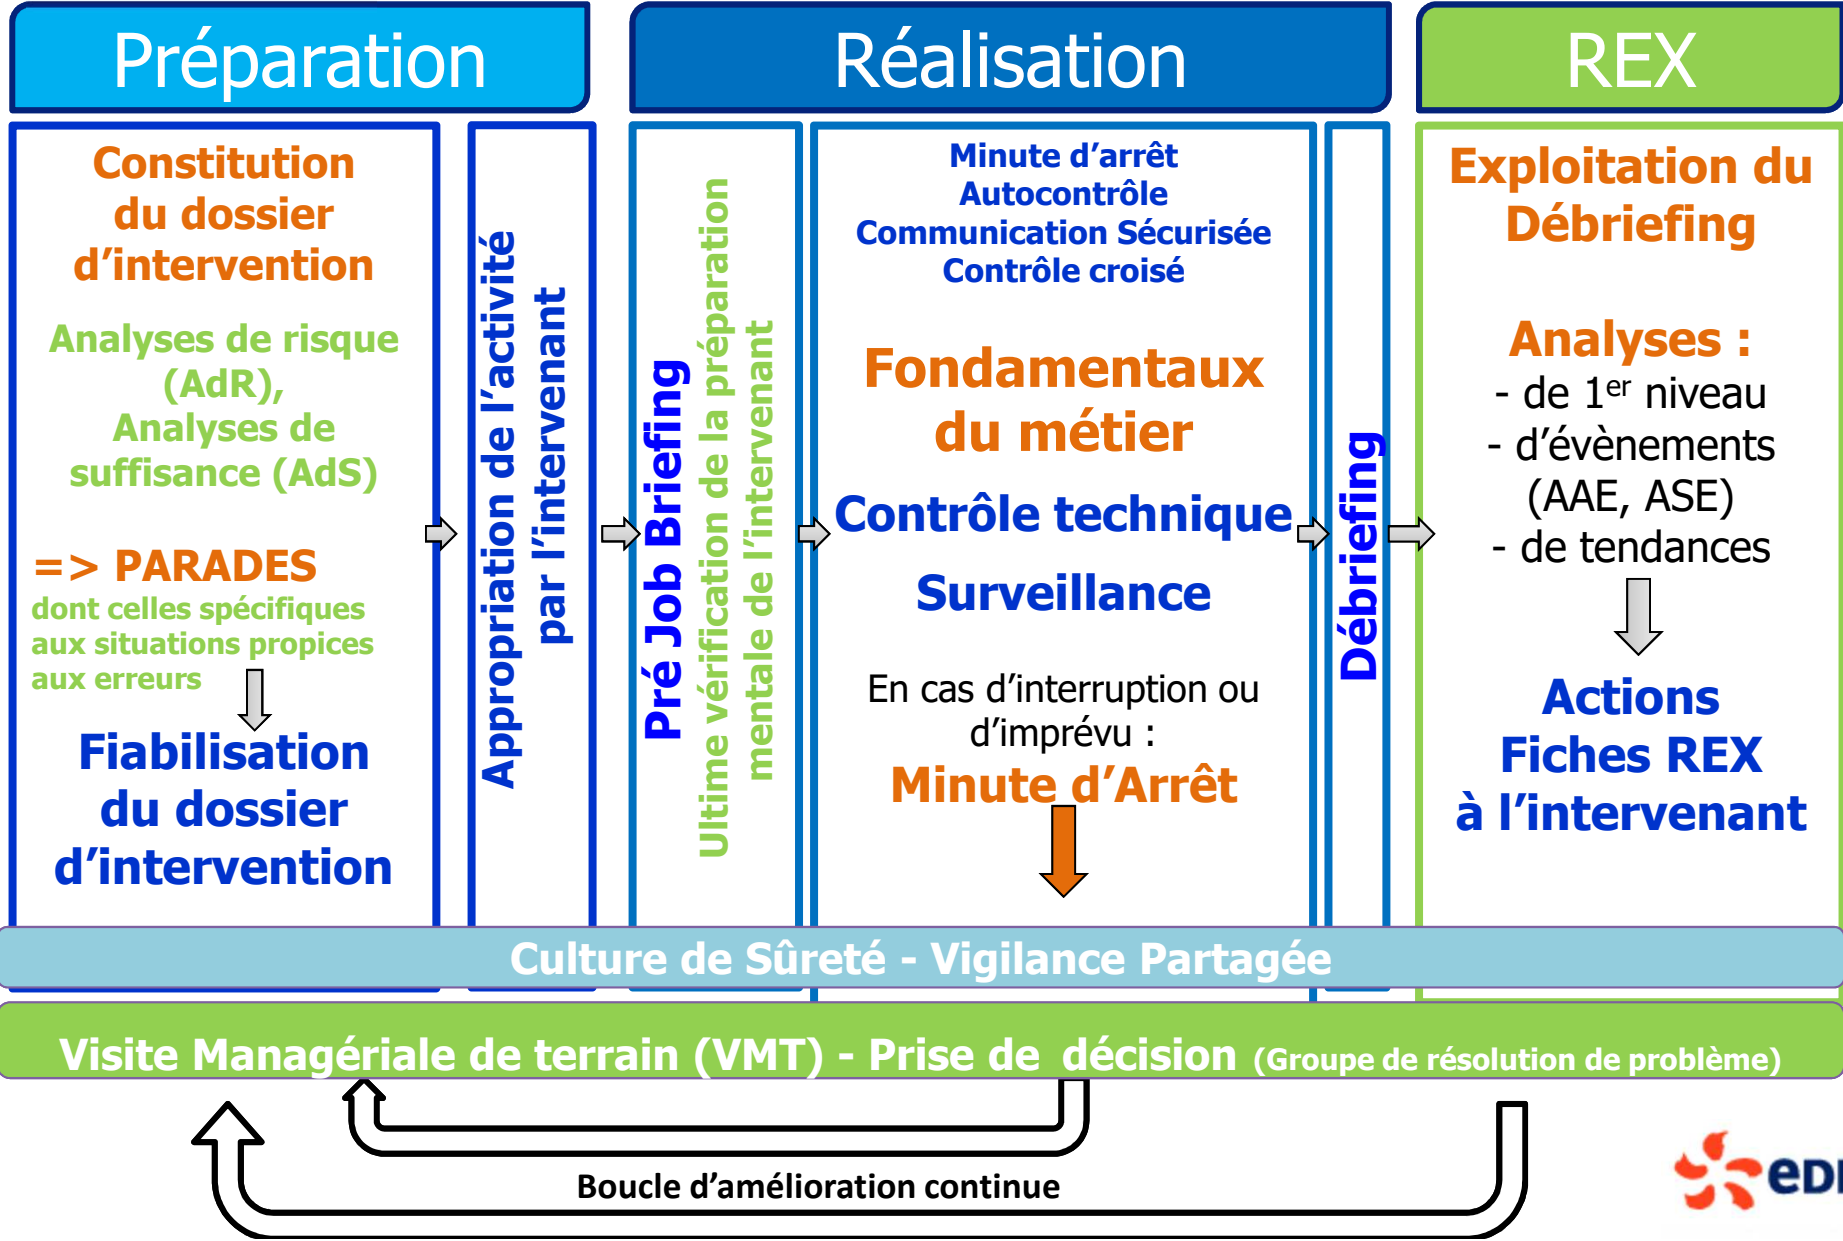 Préparation
Réalisation
REX
Constitution
du dossier
d'intervention
Analyses de risque
(AdR),
Analyses de
suffisance (AdS)
=> PARADES
dont celles spécifiques
aux situations propices
aux erreurs
Fiabilisation
du dossier
d'intervention
Appropriation de l'activité
par l'intervenant
Pré Job Briefing
Ultime vérification de la préparation
mentale de l'intervenant
Minute d'arrêt
Autocontrôle
Communication Sécurisée
Contrôle croisé
Fondamentaux
du métier
Contrôle technique
Surveillance
En cas d'interruption ou
d'imprévu :
Minute d'Arrêt
Débriefing
Exploitation du
Débriefing
Analyses :
- de 1er niveau
- d'évènements
(AAE, ASE)
- de tendances
Actions
Fiches REX
à l'intervenant
Culture de Sûreté - Vigilance Partagée
Visite Managériale de terrain (VMT) - Prise de décision (Groupe de résolution de problème)
Boucle d'amélioration continue
eDF